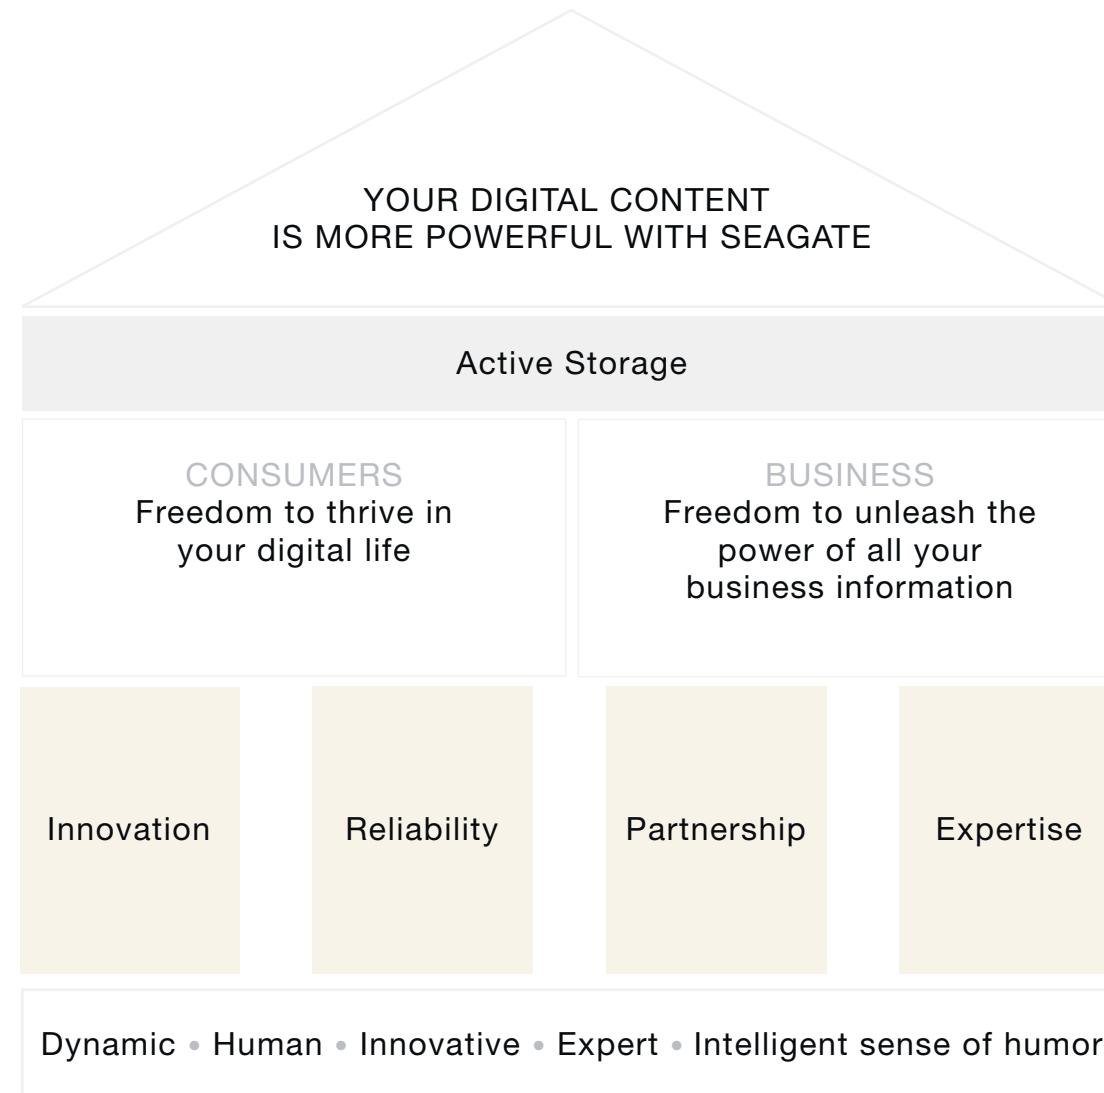 YOUR DIGITAL CONTENT
IS MORE POWERFUL WITH SEAGATE
Active Storage
CONSUMERS
Freedom to thrive in
your digital life
BUSINESS
Freedom to unleash the
power of all your
business information
Innovation
Reliability
Partnership
Expertise
Dynamic • Human • Innovative • Expert • Intelligent sense of humor